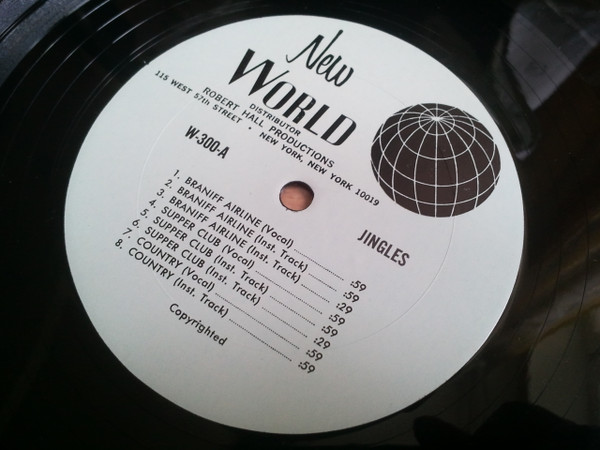 New
WORLD
DISTRIBUTOR
ROBERT HALL PRODUCTIONS
115 WEST 57th STREET • NEW YORK, NEW YORK 10019
W-300-A
JINGLES
1. BRANIFF AIRLINE (Vocal) :59
2. BRANIFF AIRLINE (Inst. Track) :59
3. BRANIFF AIRLINE (Inst. Track) :29
4. SUPPER CLUB (Vocal) :59
5. SUPPER CLUB (Inst. Track) :59
6. SUPPER CLUB (Inst. Track) :29
7. COUNTRY (Vocal) :59
8. COUNTRY (Inst. Track) :59
Copyrighted